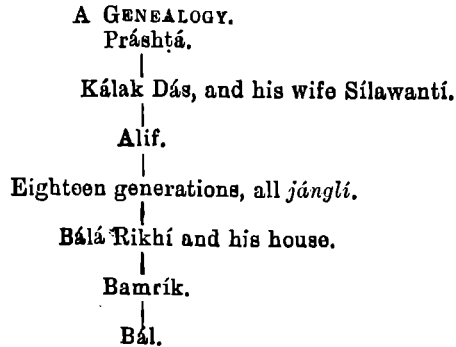 A GENEALOGY.
Práshṭá.
Kálak Dás, and his wife Sílawantí.
Alif.
Eighteen generations, all jánglí.
Bálá Rikhí and his house.
Bamrík.
Bál.